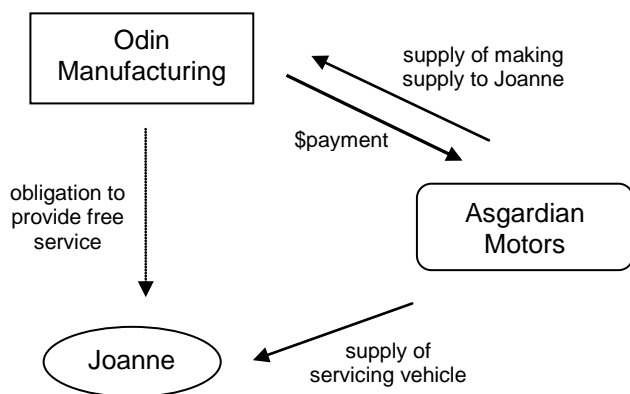 Odin
Manufacturing
supply of making
supply to Joanne
$payment
obligation to
provide free
service
Asgardian
Motors
Joanne
supply of
servicing vehicle